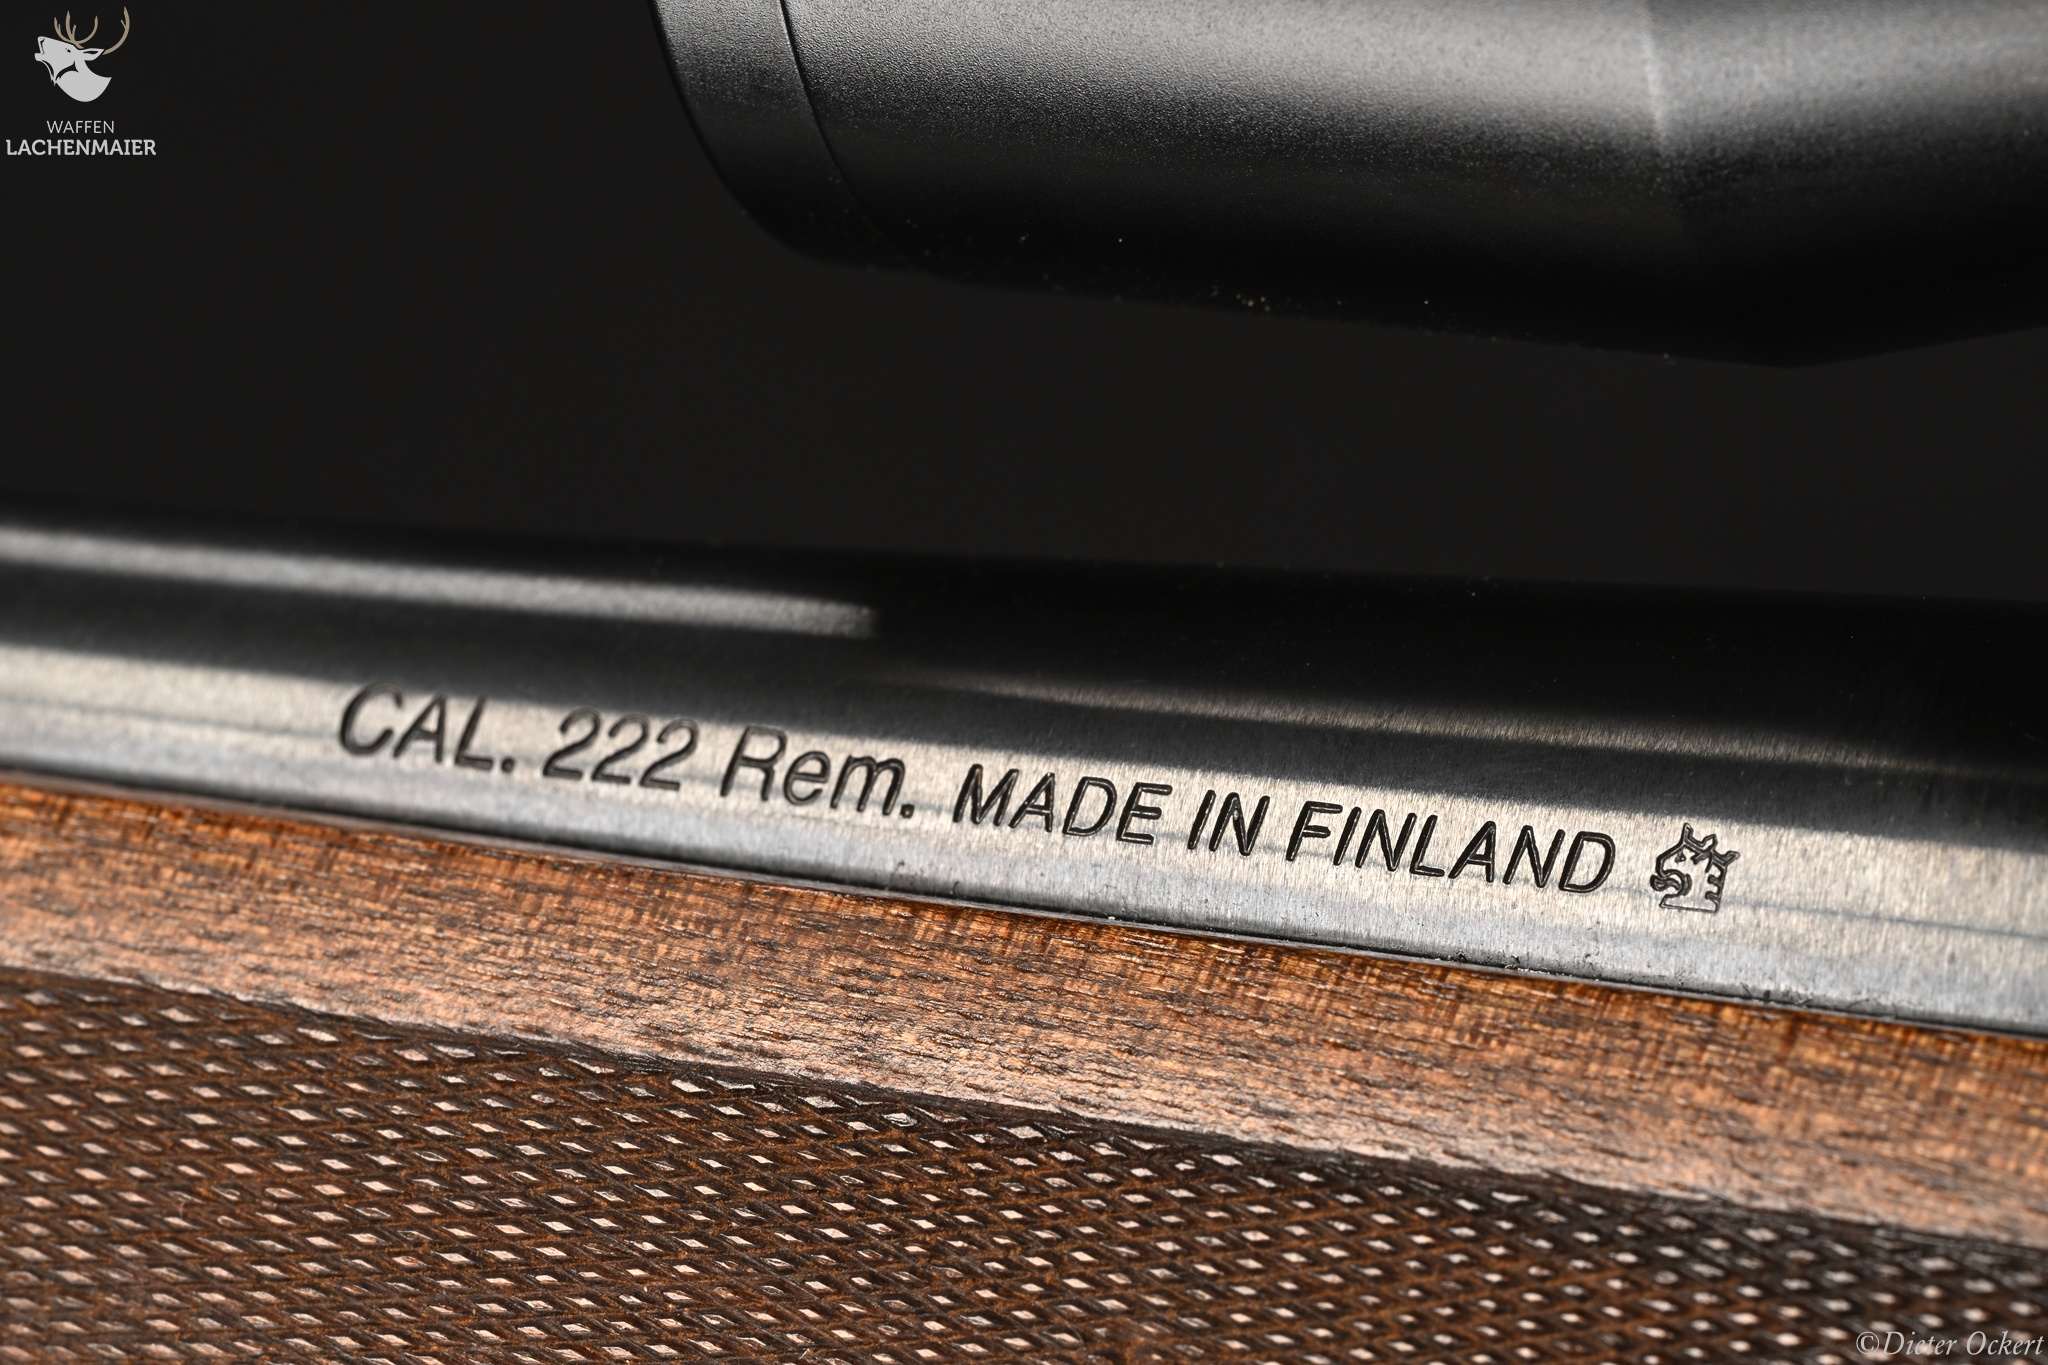 WAFFEN
LACHENMAIER
CAL. 222 Rem. MADE IN FINLAND
©Dieter Ockert